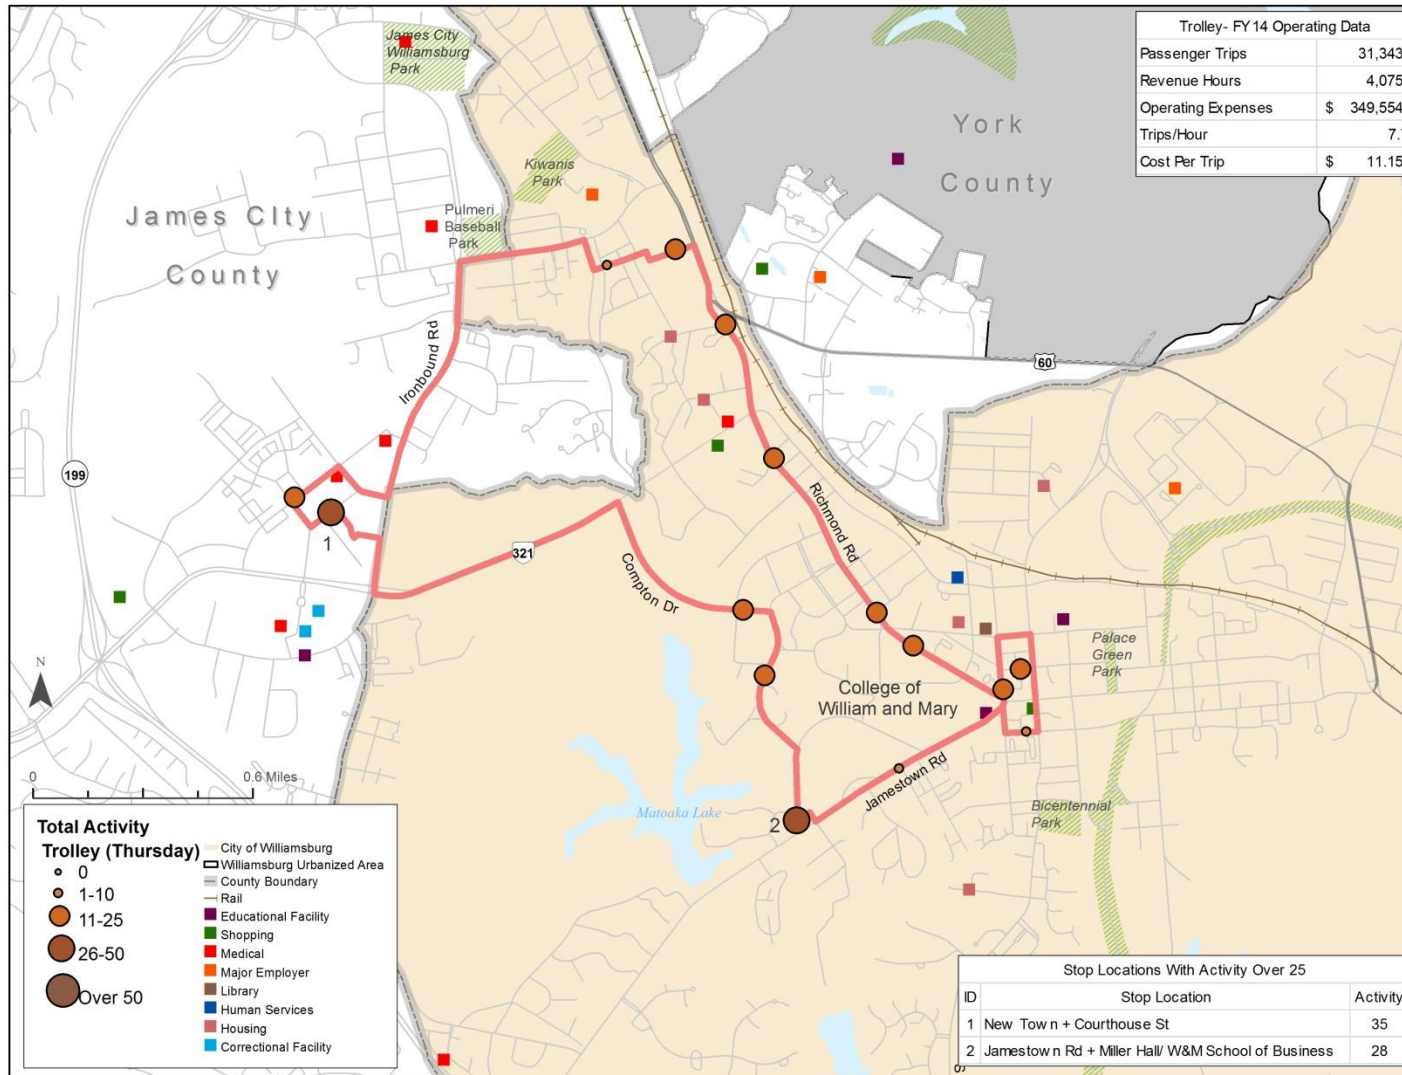 James City
Williamsburg
Park
Trolley- FY 14 Operating Data
Passenger Trips 31,343
Revenue Hours 4,075
Operating Expenses $ 349,554
Trips/Hour 7.
Cost Per Trip $ 11.15
York
County
Kiwanis
Park
James CIty
County
Pulmeri
Baseball
Park
Ironbound Rd
60
199
Richmond Rd
1
321
Compton Dr
Palace
Green
Park
College of
William and Mary
N
0 0.6 Miles
Jamestown Rd
Matoaka Lake
2
Bicentennial
Park
Total Activity
Trolley (Thursday)
0
1-10
11-25
26-50
Over 50
City of Williamsburg
Williamsburg Urbanized Area
County Boundary
Rail
Educational Facility
Shopping
Medical
Major Employer
Library
Human Services
Housing
Correctional Facility
Stop Locations With Activity Over 25
ID Stop Location Activity
1 New Town + Courthouse St 35
2 Jamestown Rd + Miller Hall/ W&M School of Business 28